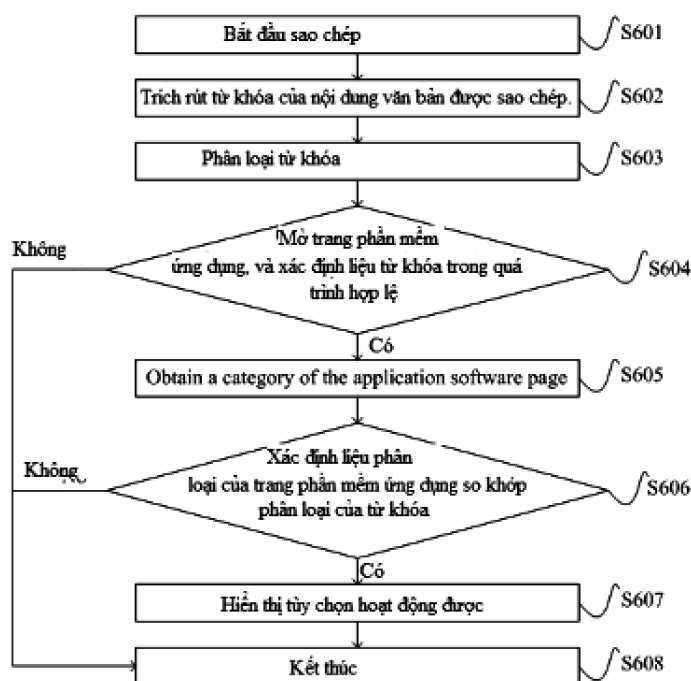 Bắt đầu sao chép
S601
Trích rút từ khóa của nội dung văn bản được sao chép.
S602
Phân loại từ khóa
S603
Không
Mở trang phần mềm
ứng dụng, và xác định liệu từ khóa trong quá
trình hợp lệ
S604
Có
Obtain a category of the application software page
S605
Không
Xác định liệu phân
loại của trang phần mềm ứng dụng so khớp
phân loại của từ khóa
S606
Có
Hiển thị tùy chọn hoạt động được
S607
Kết thúc
S608